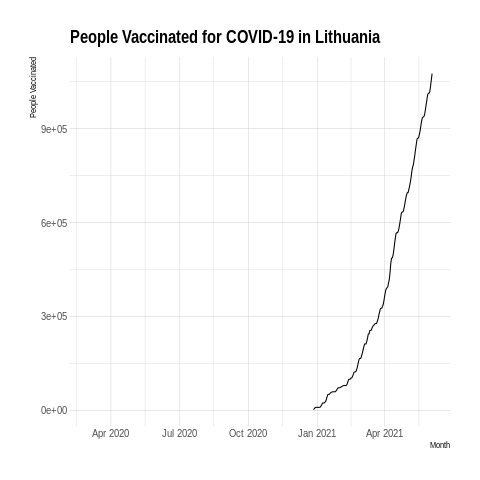 People Vaccinated for COVID-19 in Lithuania
People Vaccinated
9e+05
6e+05
3e+05
0e+00
Apr 2020 Jul 2020 Oct 2020 Jan 2021 Apr 2021
Month